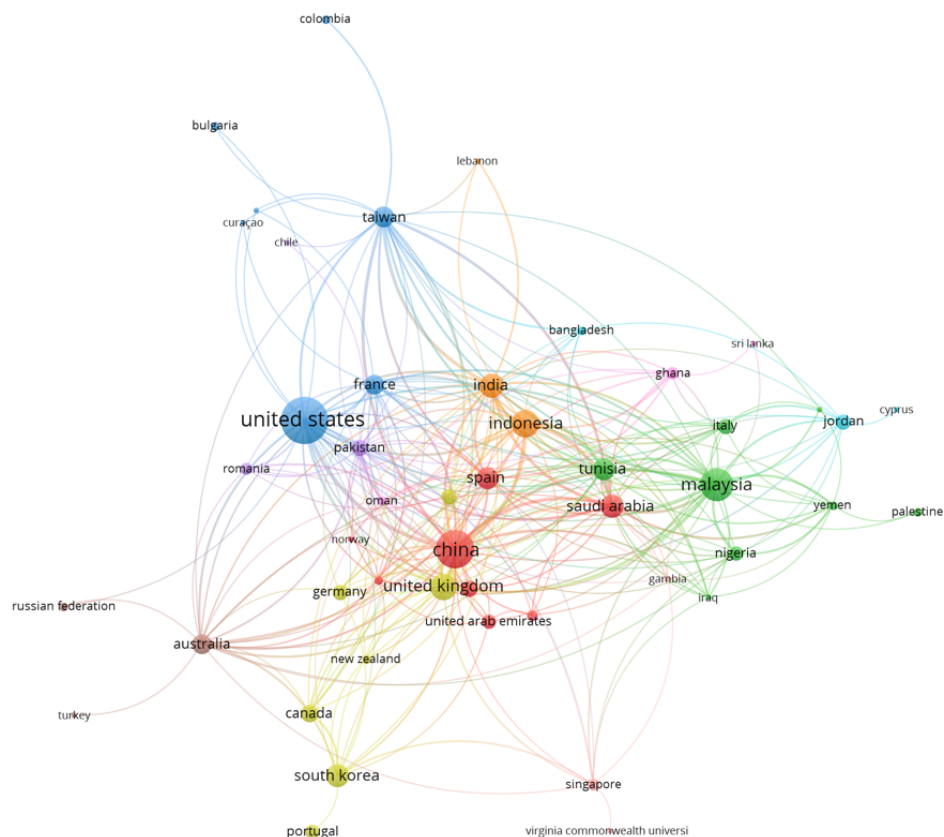 colombia
bulgaria
lebanon
taiwan
curaçao
chile
bangladesh
sri lanka
ghana
france
india
cyprus
united states
indonesia
italy
jordan
pakistan
romania
spain
tunisia
malaysia
oman
saudi arabia
yemen
palestine
norway
china
nigeria
gambia
germany
united kingdom
iraq
russian federation
united arab emirates
australia
new zealand
canada
turkey
south korea
singapore
portugal
virginia commonwealth universi